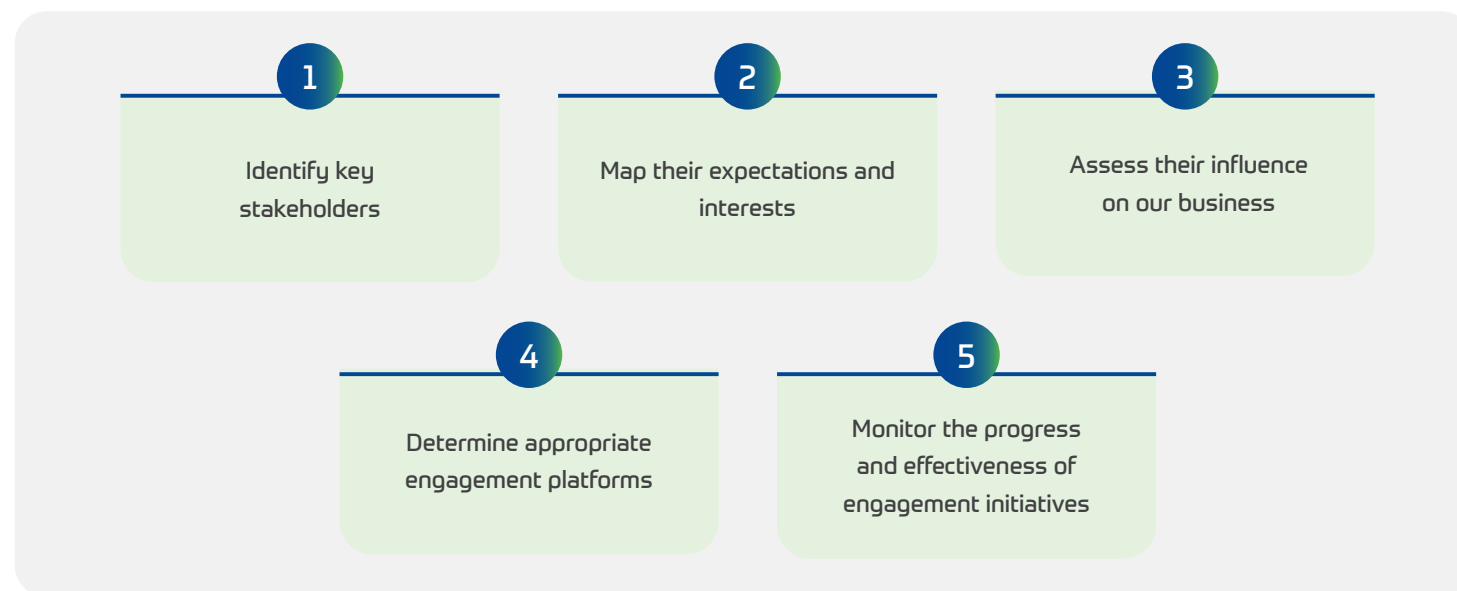 1
Identify key
stakeholders
2
Map their expectations and
interests
3
Assess their influence
on our business
4
Determine appropriate
engagement platforms
5
Monitor the progress
and effectiveness of
engagement initiatives